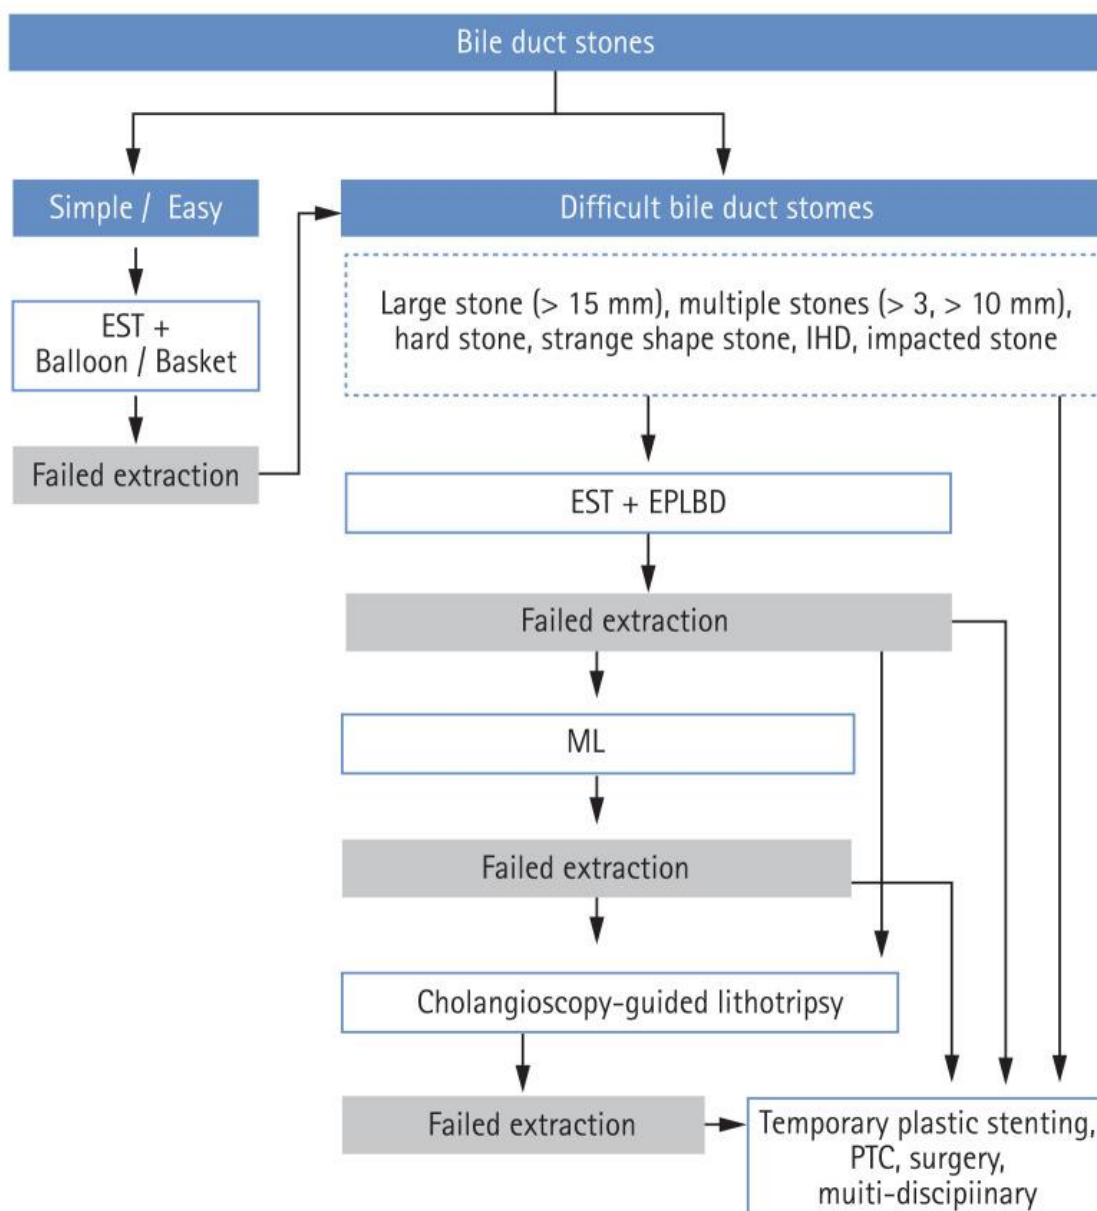 Bile duct stones
Simple / Easy
Difficult bile duct stomes
EST +
Balloon / Basket
Large stone (> 15 mm), multiple stones (> 3, > 10 mm),
hard stone, strange shape stone, IHD, impacted stone
Failed extraction
EST + EPLBD
Failed extraction
ML
Failed extraction
Cholangioscopy-guided lithotripsy
Failed extraction
Temporary plastic stenting,
PTC, surgery,
muiti-discipiinary